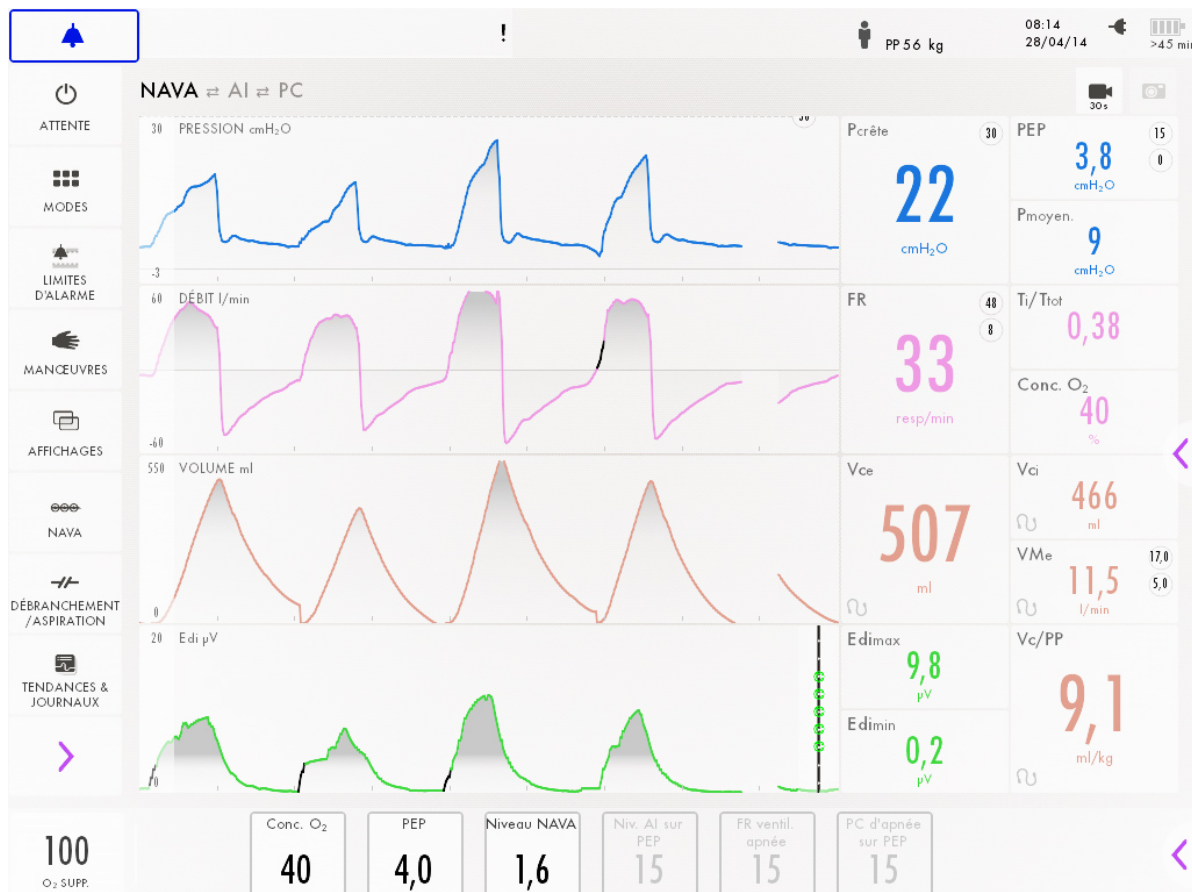 !
PP 56 kg
08:14
28/04/14
>45 min
ATTENTE
MODES
LIMITES
D'ALARME
MANŒUVRES
AFFICHAGES
NAVA
DÉBRANCHEMENT
/ASPIRATION
TENDANCES &
JOURNAUX
100
O₂ SUPP.
NAVA ⇄ AI ⇄ PC
30s
30 PRESSION cmH₂O
30
-3
60 DÉBIT l/min
-60
550 VOLUME ml
0
20 Edi µV
0
Pcrête 30
22
cmH₂O
PEP 15
3,8 0
cmH₂O
Pmoyen.
9
cmH₂O
FR 48
8
33
resp/min
Ti/Ttot
0,38
Conc. O₂
40
%
Vce
507
ml
Vci
466
ml
VMe 17,0
11,5 5,0
l/min
Edimax
9,8
µV
Edimin
0,2
µV
Vc/PP
9,1
ml/kg
Conc. O₂
40
PEP
4,0
Niveau NAVA
1,6
Niv. AI sur
PEP
15
FR ventil.
apnée
15
PC d'apnée
sur PEP
15